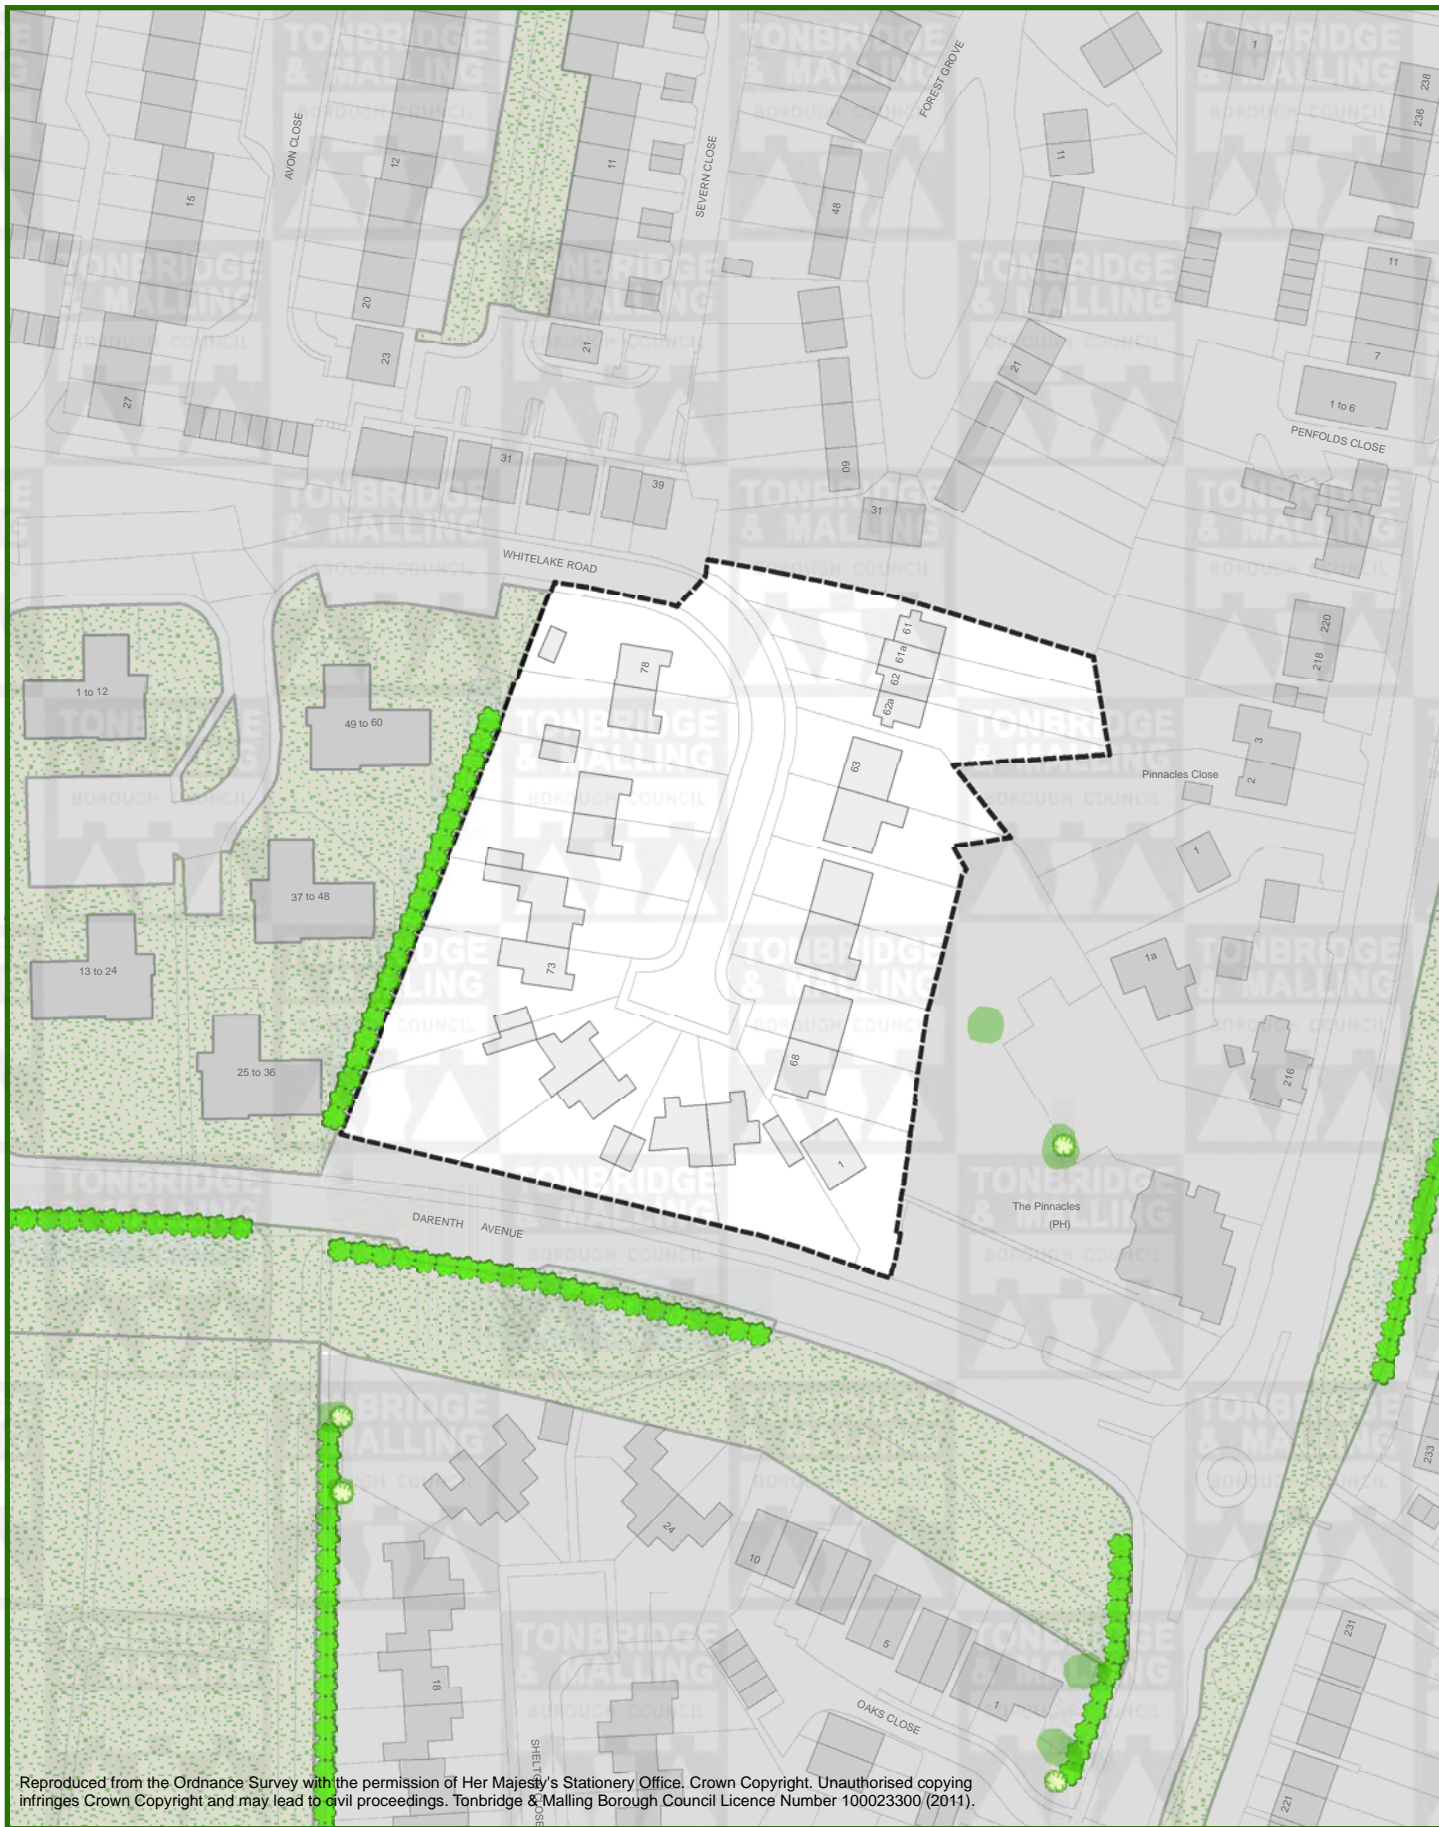 AVON CLOSE
SEVERN CLOSE
FOREST GROVE
1
238
236
12
11
11
15
48
20
23
21
21
11
7
27
1 to 6
PENFOLDS CLOSE
31
39
60
31
WHITELAKE ROAD
61
61a
62
62a
78
220
218
1 to 12
49 to 60
63
3
2
Pinnacles Close
1
37 to 48
13 to 24
73
1a
25 to 36
68
216
1
The Pinnacles
(PH)
DARENTH AVENUE
233
24
10
5
1
231
18
OAKS CLOSE
221
Reproduced from the Ordnance Survey with the permission of Her Majesty's Stationery Office. Crown Copyright. Unauthorised copying
infringes Crown Copyright and may lead to civil proceedings. Tonbridge & Malling Borough Council Licence Number 100023300 (2011).
TONBRIDGE
& MALLING
BOROUGH COUNCIL